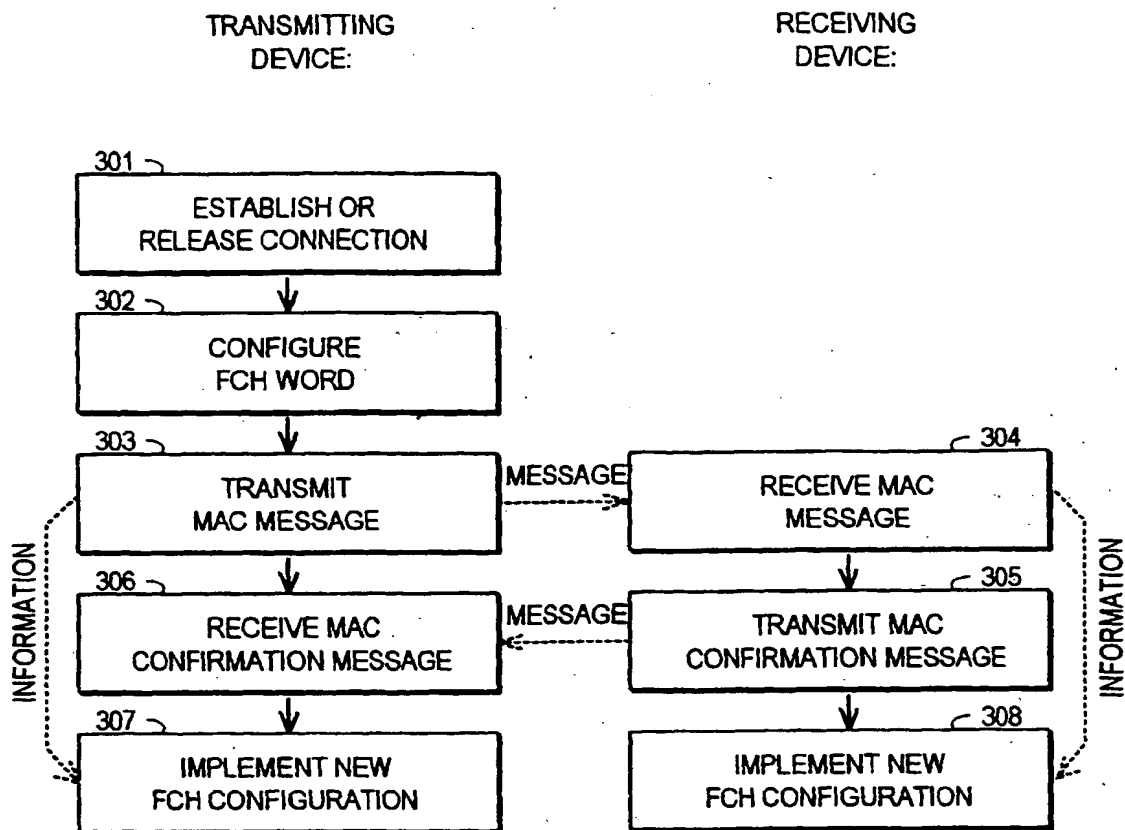 TRANSMITTING
DEVICE:
RECEIVING
DEVICE:
301
ESTABLISH OR
RELEASE CONNECTION
302
CONFIGURE
FCH WORD
303
TRANSMIT
MAC MESSAGE
MESSAGE
304
RECEIVE MAC
MESSAGE
INFORMATION
306
RECEIVE MAC
CONFIRMATION MESSAGE
MESSAGE
305
TRANSMIT MAC
CONFIRMATION MESSAGE
INFORMATION
307
IMPLEMENT NEW
FCH CONFIGURATION
308
IMPLEMENT NEW
FCH CONFIGURATION